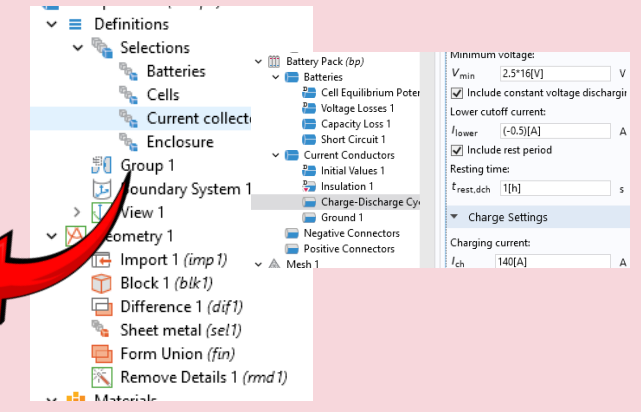 Definitions
Selections
Batteries
Cells
Current collect
Enclosure
Group 1
Boundary System 1
View 1
Geometry 1
Import 1 (imp1)
Block 1 (blk1)
Difference 1 (dif1)
Sheet metal (sel1)
Form Union (fin)
Remove Details 1 (rmd1)
Materials
Battery Pack (bp)
Batteries
Cell Equilibrium Poter
Voltage Losses 1
Capacity Loss 1
Short Circuit 1
Current Conductors
Initial Values 1
Insulation 1
Charge-Discharge Cy
Ground 1
Negative Connectors
Positive Connectors
Mesh 1
Minimum voltage:
Vmin 2.5*16[V] V
Include constant voltage dischargir
Lower cutoff current:
Ilower (-0.5)[A] A
Include rest period
Resting time:
trest,dch 1[h] s
Charge Settings
Charging current:
Ich 140[A] A